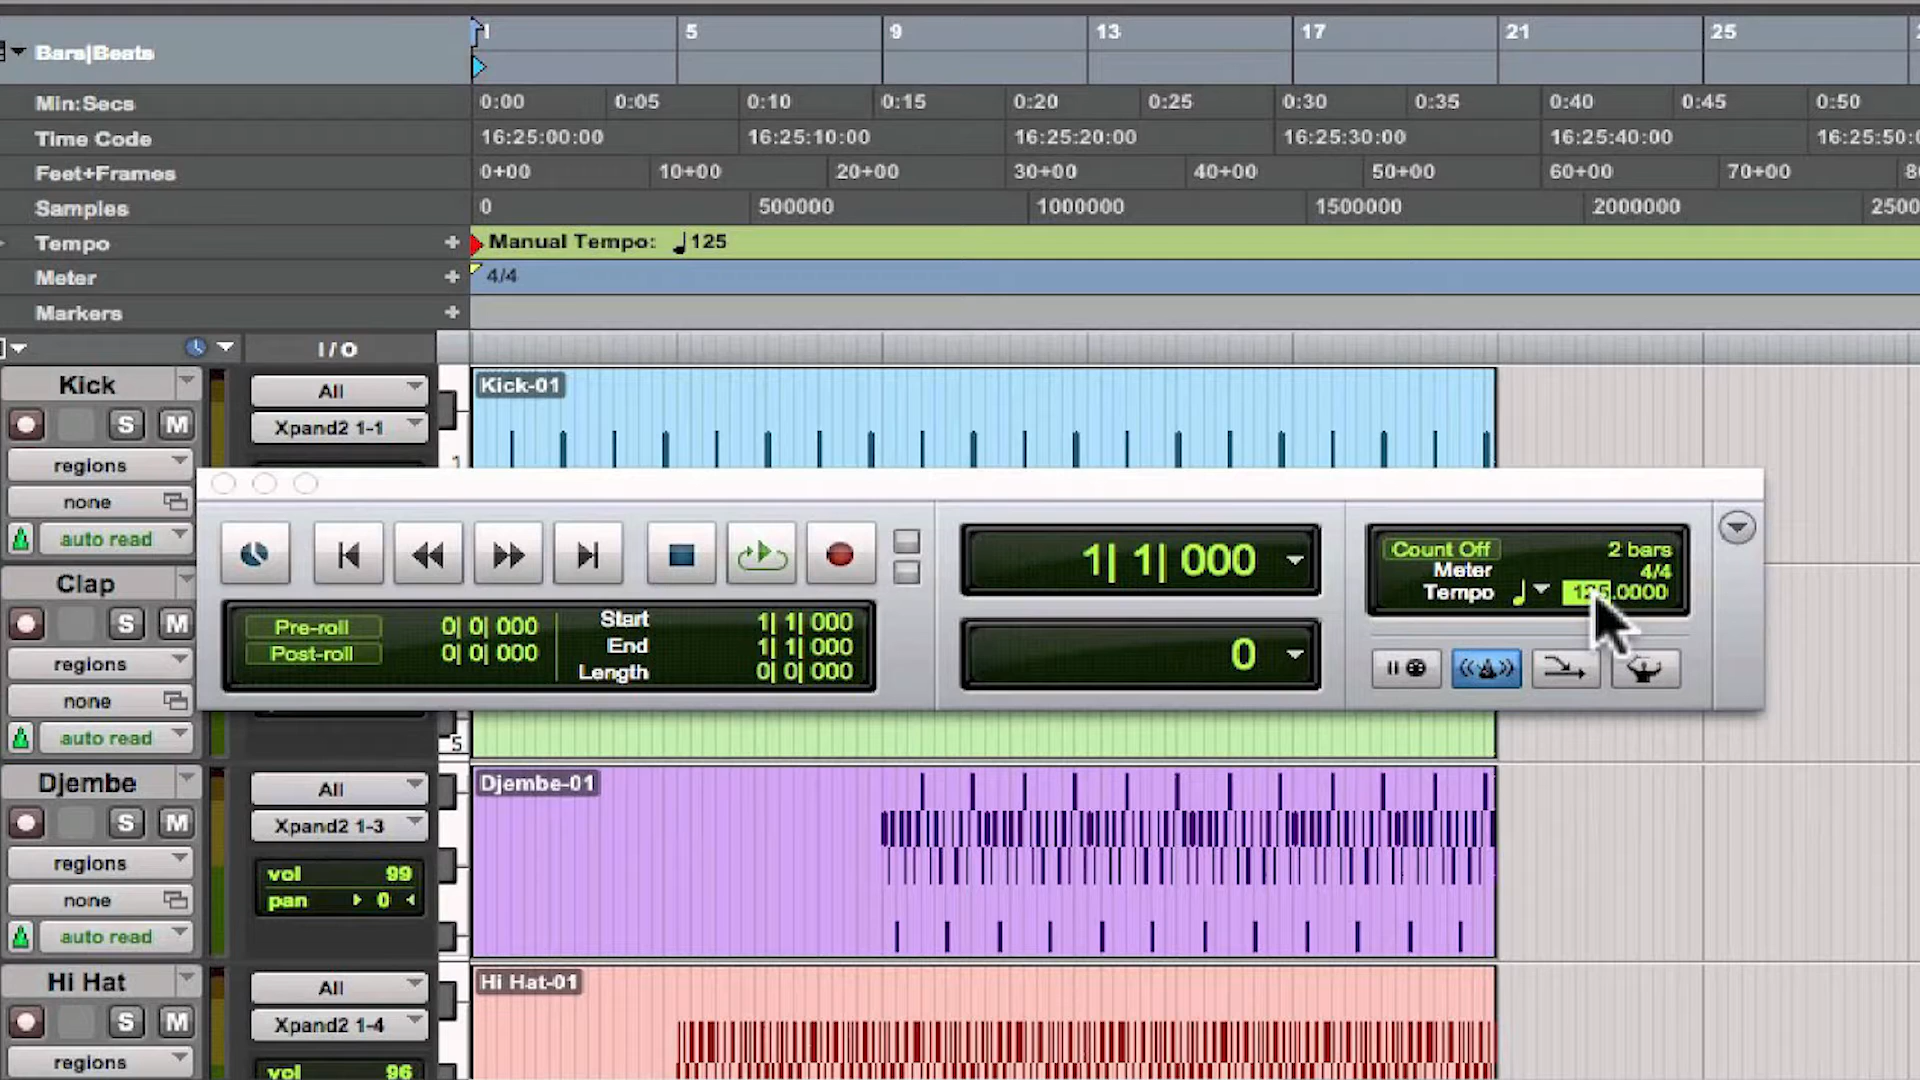 Bars|Beats
1 5 9 13 17 21 25
Min:Secs 0:00 0:05 0:10 0:15 0:20 0:25 0:30 0:35 0:40 0:45 0:50
Time Code 16:25:00:00 16:25:10:00 16:25:20:00 16:25:30:00 16:25:40:00 16:25:50:
Feet+Frames 0+00 10+00 20+00 30+00 40+00 50+00 60+00 70+00
Samples 0 500000 1000000 1500000 2000000 2500
Tempo + Manual Tempo: ♩125
Meter + 4/4
Markers +
I / O
Kick All Kick-01
S M Xpand2 1-1
regions 1
none
auto read
Count Off 2 bars
1| 1| 000 Meter 4/4
Tempo 125.0000
Pre-roll 0| 0| 000 Start 1| 1| 000
Post-roll 0| 0| 000 End 1| 1| 000
Length 0| 0| 000
0
Clap
S M
regions
none
auto read 5
Djembe All Djembe-01
S M Xpand2 1-3
regions vol 99
none pan 0
auto read
Hi Hat All Hi Hat-01
S M Xpand2 1-4
regions vol 96